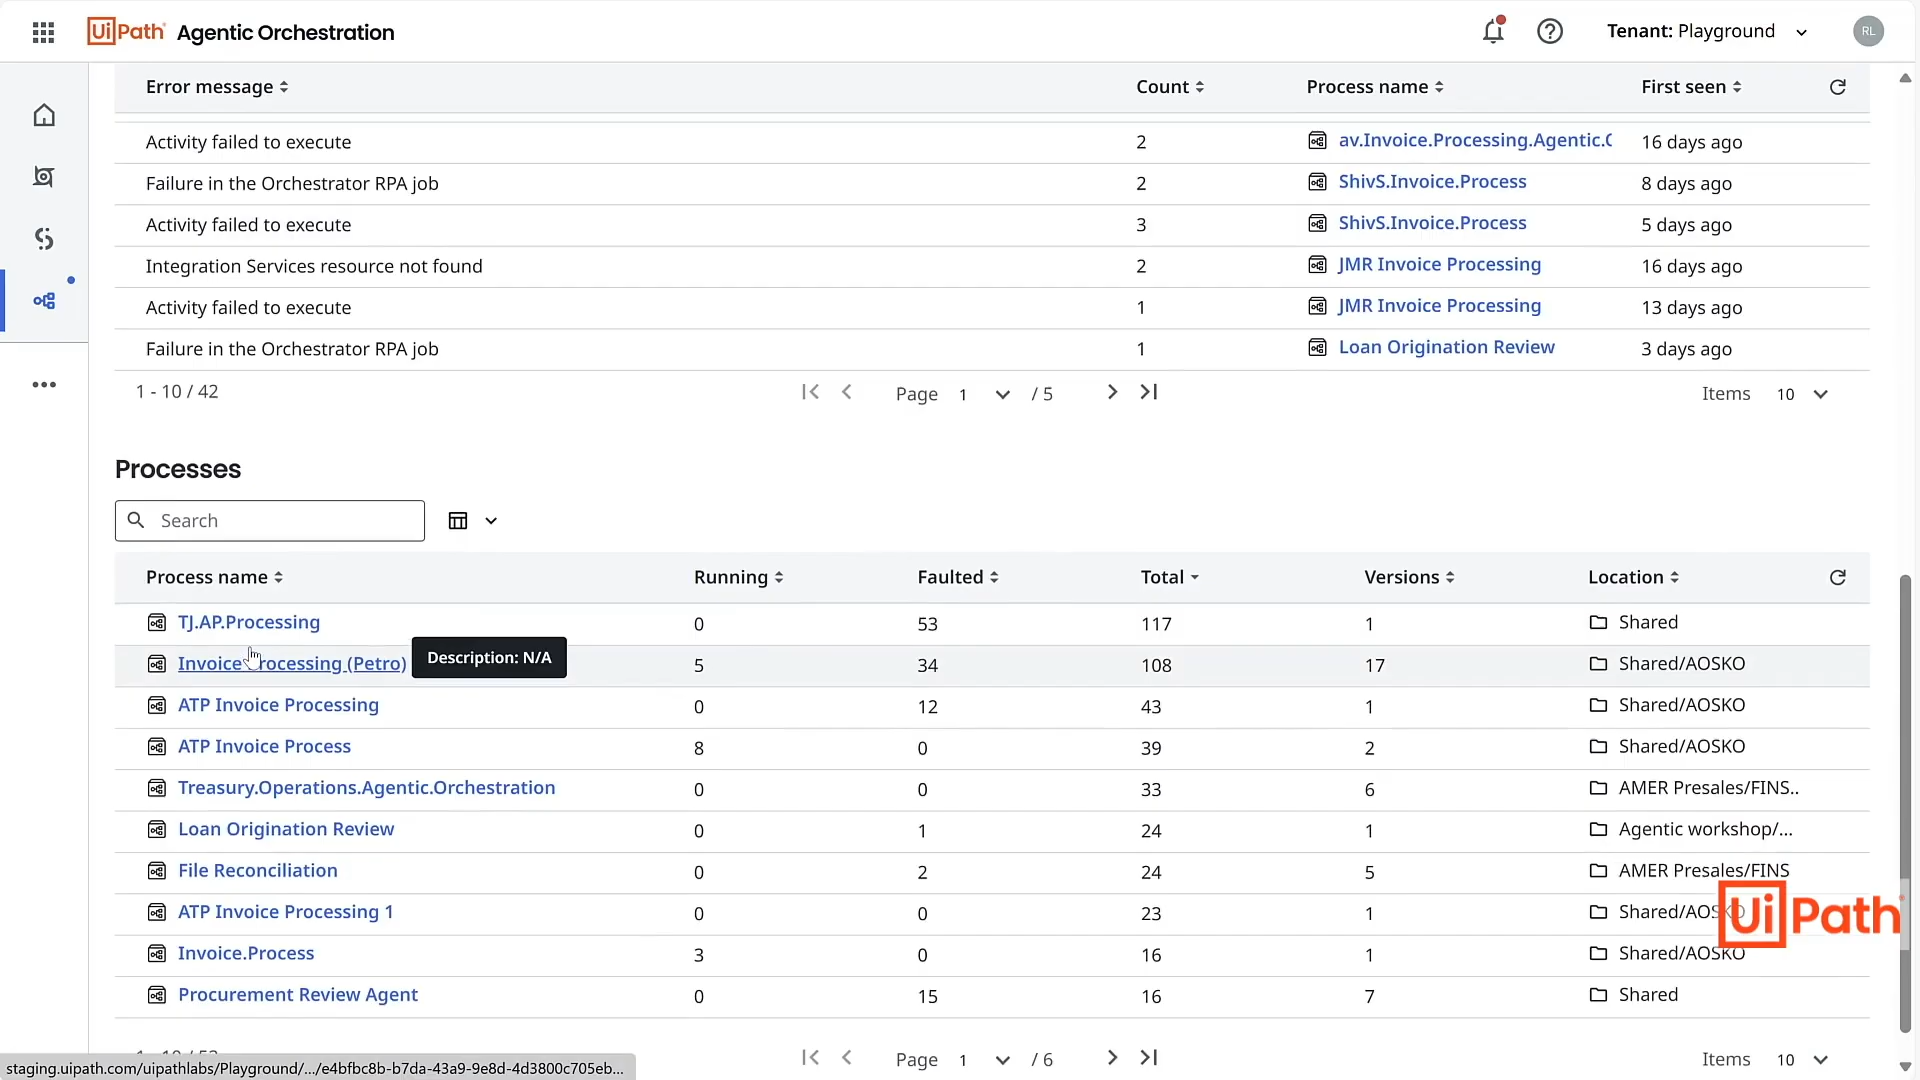 UiPath Agentic Orchestration
Tenant: Playground
RL
Error message Count Process name First seen
Activity failed to execute 2 av.Invoice.Processing.Agentic. 16 days ago
Failure in the Orchestrator RPA job 2 ShivS.Invoice.Process 8 days ago
Activity failed to execute 3 ShivS.Invoice.Process 5 days ago
Integration Services resource not found 2 JMR Invoice Processing 16 days ago
Activity failed to execute 1 JMR Invoice Processing 13 days ago
Failure in the Orchestrator RPA job 1 Loan Origination Review 3 days ago
1 - 10 / 42 Page 1 / 5 Items 10
Processes
Search
Process name Running Faulted Total Versions Location
TJ.AP.Processing 0 53 117 1 Shared
Invoice Processing (Petro) 5 34 108 17 Shared/AOSKO
Description: N/A
ATP Invoice Processing 0 12 43 1 Shared/AOSKO
ATP Invoice Process 8 0 39 2 Shared/AOSKO
Treasury.Operations.Agentic.Orchestration 0 0 33 6 AMER Presales/FINS..
Loan Origination Review 0 1 24 1 Agentic workshop/...
File Reconciliation 0 2 24 5 AMER Presales/FINS
ATP Invoice Processing 1 0 0 23 1 Shared/AOSKO
Invoice.Process 3 0 16 1 Shared/AOSKO
Procurement Review Agent 0 15 16 7 Shared
UiPath
Page 1 / 6 Items 10
staging.uipath.com/uipathlabs/Playground/.../e4bfbc8b-b7da-43a9-9e8d-4d3800c705eb...